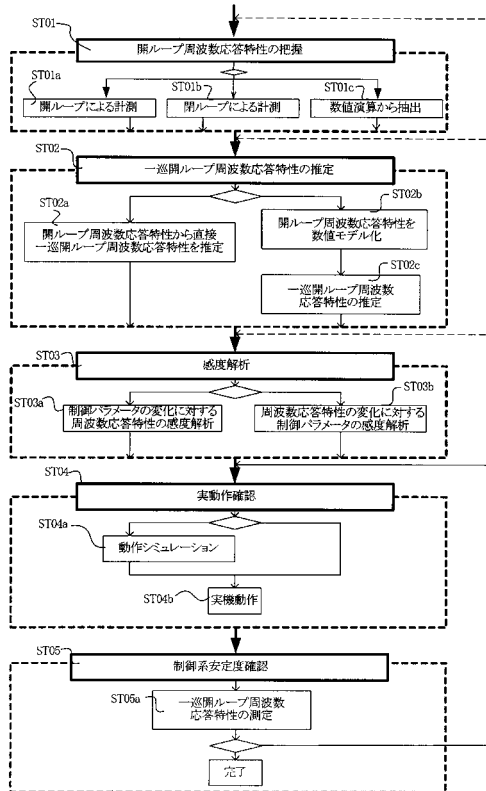 ST01
開ループ周波数応答特性の把握
ST01a
ST01b
ST01c
開ループによる計測
閉ループによる計測
数値演算から抽出
ST02
一巡開ループ周波数応答特性の推定
ST02a
ST02b
開ループ周波数応答特性から直接
一巡開ループ周波数応答特性を推定
開ループ周波数応答特性を
数値モデル化
ST02c
一巡開ループ周波数
応答特性の推定
ST03
感度解析
ST03a
ST03b
制御パラメータの変化に対する
周波数応答特性の感度解析
周波数応答特性の変化に対する
制御パラメータの感度解析
ST04
実動作確認
ST04a
動作シミュレーション
ST04b
実機動作
ST05
制御系安定度確認
ST05a
一巡開ループ周波数
応答特性の測定
完了